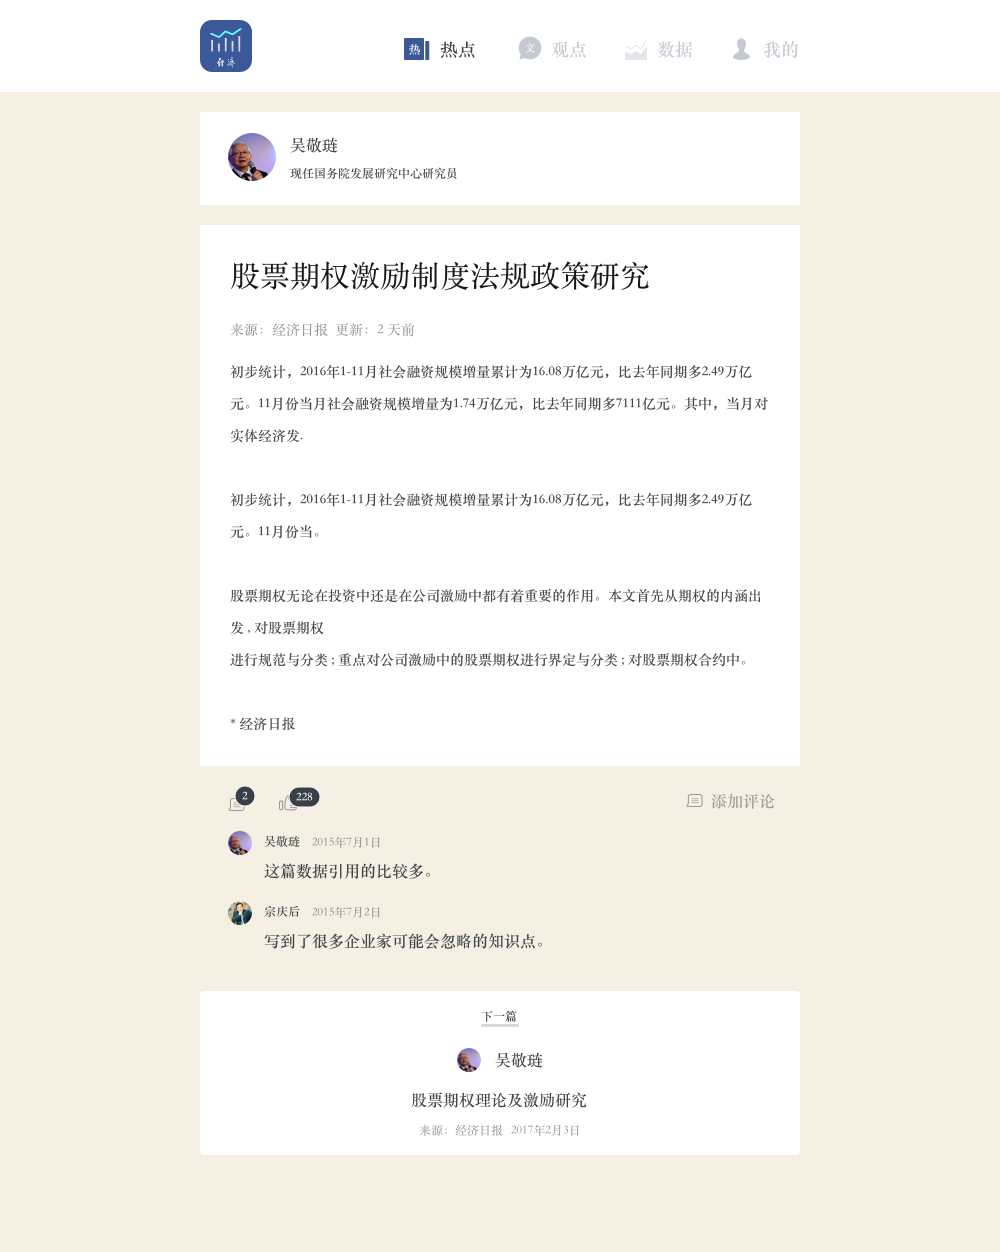 经济
热 热点
文 观点
数据
我的
吴敬琏
现任国务院发展研究中心研究员
股票期权激励制度法规政策研究
来源：经济日报 更新：2 天前
初步统计，2016年1-11月社会融资规模增量累计为16.08万亿元，比去年同期多2.49万亿
元。11月份当月社会融资规模增量为1.74万亿元，比去年同期多7111亿元。其中，当月对
实体经济发.
初步统计，2016年1-11月社会融资规模增量累计为16.08万亿元，比去年同期多2.49万亿
元。11月份当。
股票期权无论在投资中还是在公司激励中都有着重要的作用。本文首先从期权的内涵出
发 , 对股票期权
进行规范与分类 ; 重点对公司激励中的股票期权进行界定与分类 ; 对股票期权合约中。
* 经济日报
2
228
添加评论
吴敬琏 2015年7月1日
这篇数据引用的比较多。
宗庆后 2015年7月2日
写到了很多企业家可能会忽略的知识点。
下一篇
吴敬琏
股票期权理论及激励研究
来源：经济日报 2017年2月3日